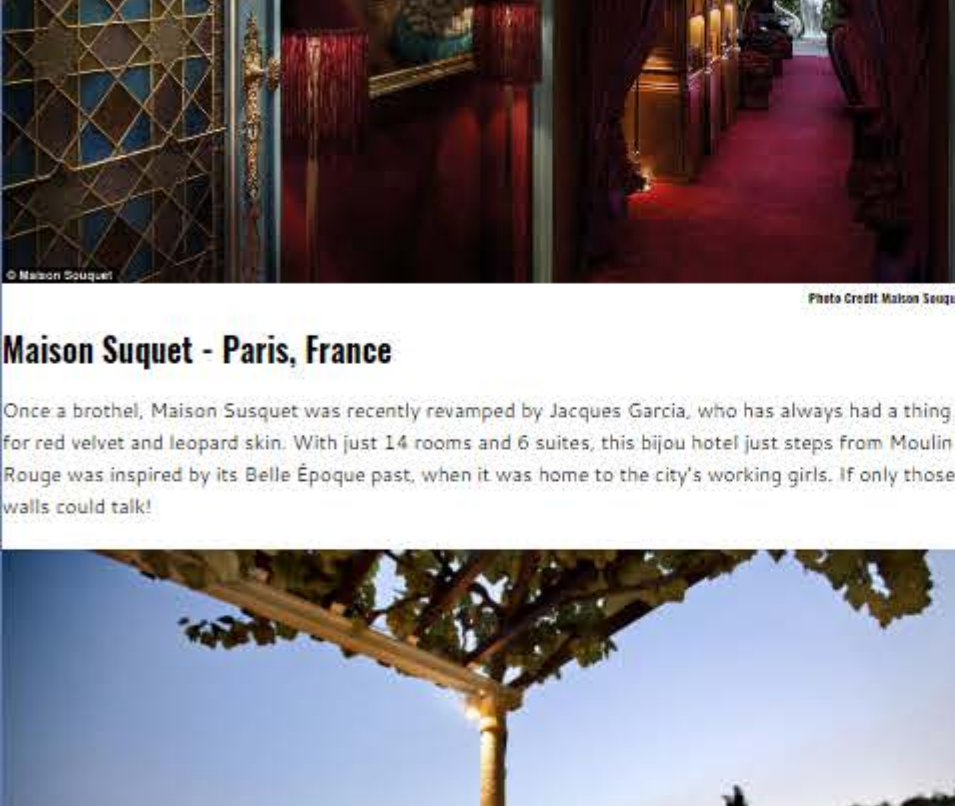 © Maison Souquet
Photo Credit Maison Souqu
Maison Suquet - Paris, France
Once a brothel, Maison Susquet was recently revamped by Jacques Garcia, who has always had a thing
for red velvet and leopard skin. With just 14 rooms and 6 suites, this bijou hotel just steps from Moulin
Rouge was inspired by its Belle Époque past, when it was home to the city's working girls. If only those
walls could talk!